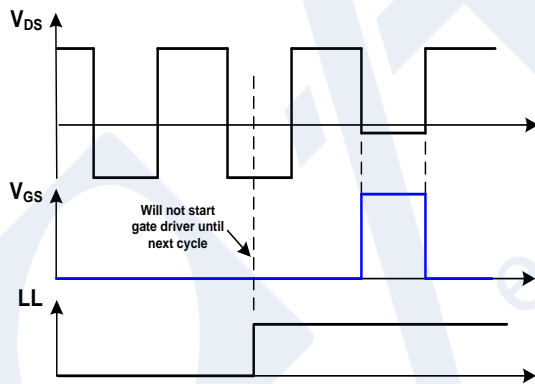 VDS
VGS
Will not start
gate driver until
next cycle
LL